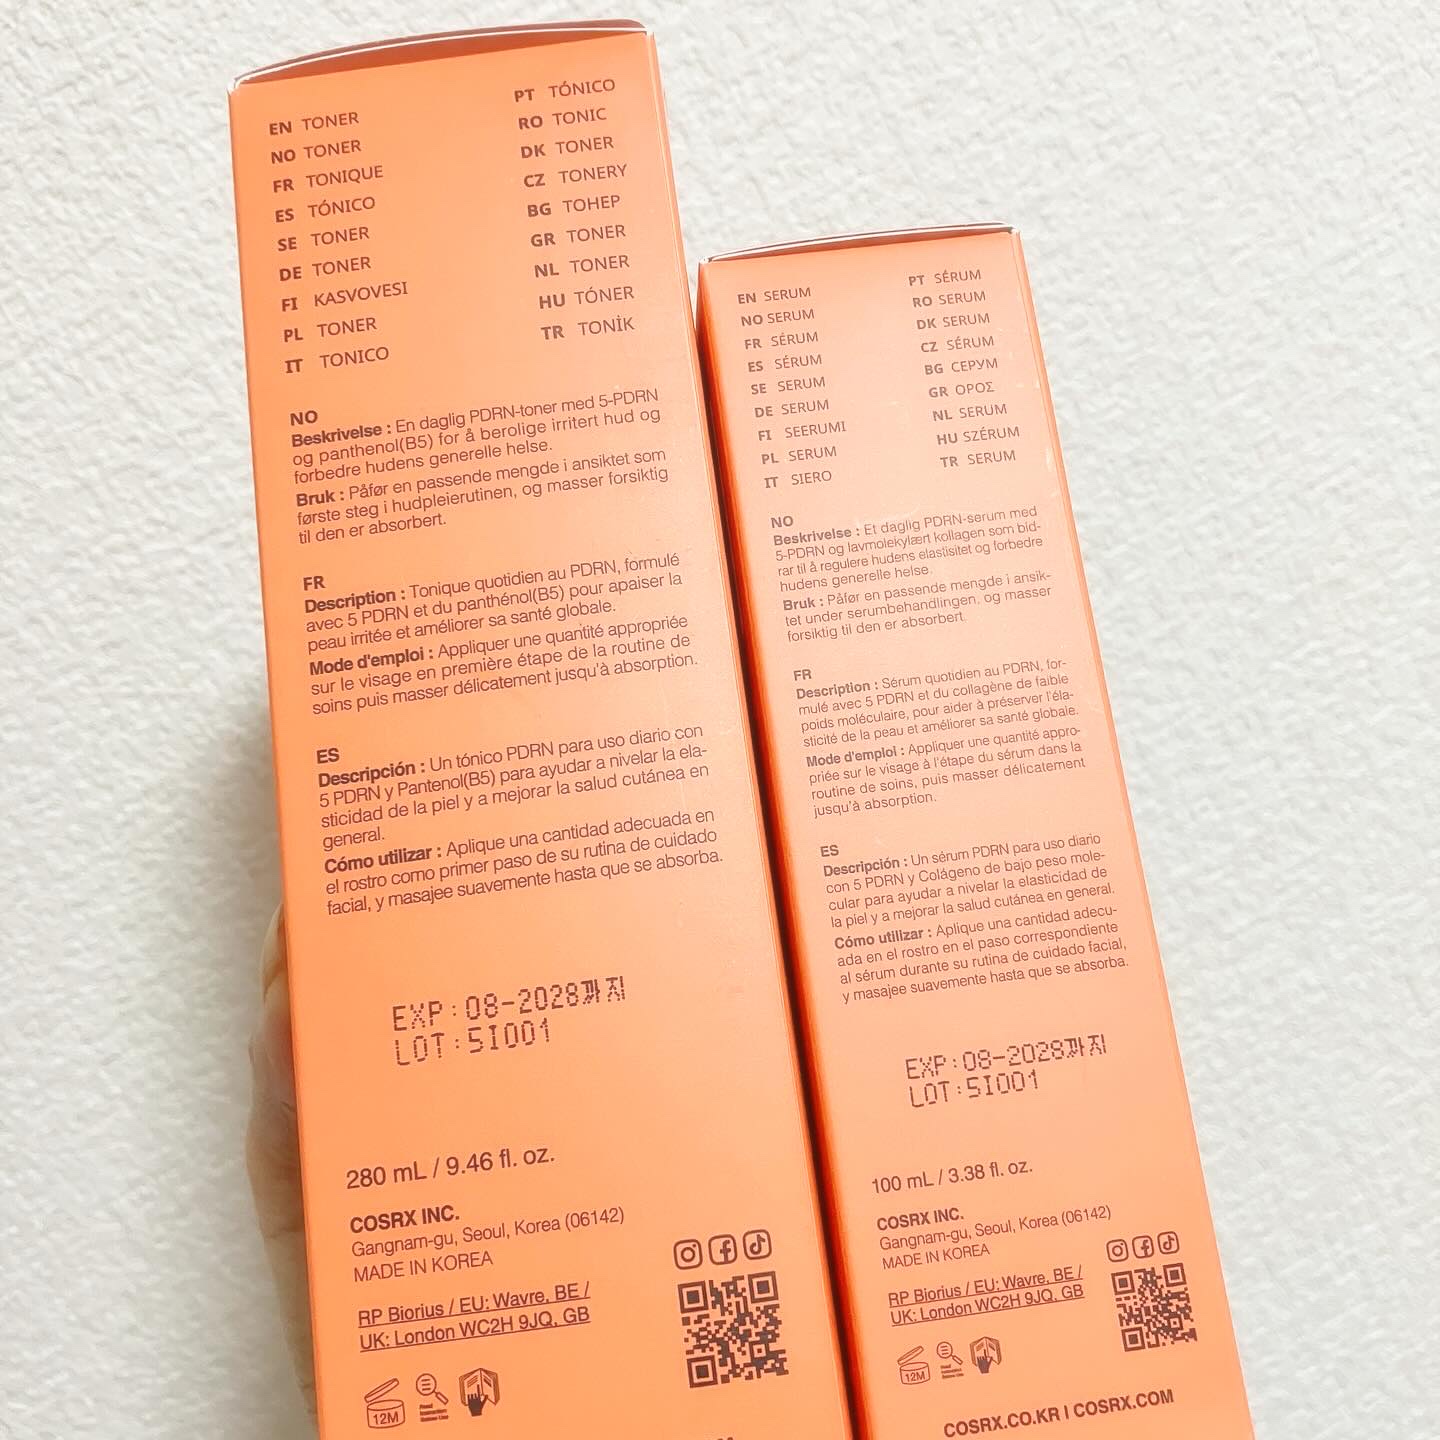 EN TONER
NO TONER
FR TONIQUE
ES TÓNICO
SE TONER
DE TONER
FI KASVOVESI
PL TONER
IT TONICO
PT TÓNICO
RO TONIC
DK TONER
CZ TONERY
BG ТОНЕР
GR TONER
NL TONER
HU TÓNER
TR TONİK
NO
Beskrivelse : En daglig PDRN-toner med 5-PDRN
og panthenol(B5) for å berolige irritert hud og
forbedre hudens generelle helse.
Bruk : Påfør en passende mengde i ansiktet som
første steg i hudpleierutinen, og masser forsiktig
til den er absorbert.
FR
Description : Tonique quotidien au PDRN, formulé
avec 5 PDRN et du panthénol(B5) pour apaiser la
peau irritée et améliorer sa santé globale.
Mode d'emploi : Appliquer une quantité appropriée
sur le visage en première étape de la routine de
soins puis masser délicatement jusqu'à absorption.
ES
Descripción : Un tónico PDRN para uso diario con
5 PDRN y Pantenol(B5) para ayudar a nivelar la ela-
sticidad de la piel y a mejorar la salud cutánea en
general.
Cómo utilizar : Aplique una cantidad adecuada en
el rostro como primer paso de su rutina de cuidado
facial, y masajee suavemente hasta que se absorba.
EXP:08-2028까지
LOT:5I001
280 mL / 9.46 fl. oz.
COSRX INC.
Gangnam-gu, Seoul, Korea (06142)
MADE IN KOREA
RP Biorius / EU: Wavre, BE /
UK: London WC2H 9JQ, GB
12M
EN SERUM
NO SERUM
FR SÉRUM
ES SÉRUM
SE SERUM
DE SERUM
FI SEERUMI
PL SERUM
IT SIERO
PT SÉRUM
RO SERUM
DK SERUM
CZ SÉRUM
BG СЕРУМ
GR ΟΡΟΣ
NL SERUM
HU SZÉRUM
TR SERUM
NO
Beskrivelse : Et daglig PDRN-serum med
5-PDRN og lavmolekylært kollagen som bid-
rar til å regulere hudens elastisitet og forbedre
hudens generelle helse.
Bruk : Påfør en passende mengde i ansik-
tet under serumbehandlingen, og masser
forsiktig til den er absorbert.
FR
Description : Sérum quotidien au PDRN, for-
mulé avec 5 PDRN et du collagène de faible
poids moléculaire, pour aider à préserver l'éla-
sticité de la peau et améliorer sa santé globale.
Mode d'emploi : Appliquer une quantité appro-
priée sur le visage à l'étape du sérum dans la
routine de soins, puis masser délicatement
jusqu'à absorption.
ES
Descripción : Un sérum PDRN para uso diario
con 5 PDRN y Colágeno de bajo peso mole-
cular para ayudar a nivelar la elasticidad de
la piel y a mejorar la salud cutánea en general.
Cómo utilizar : Aplique una cantidad adecu-
ada en el rostro en el paso correspondiente
al sérum durante su rutina de cuidado facial,
y masajee suavemente hasta que se absorba.
EXP:08-2028까지
LOT:5I001
100 mL / 3.38 fl. oz.
COSRX INC.
Gangnam-gu, Seoul, Korea (06142)
MADE IN KOREA
RP Biorius / EU: Wavre, BE /
UK: London WC2H 9JQ, GB
12M
COSRX.CO.KR I COSRX.COM